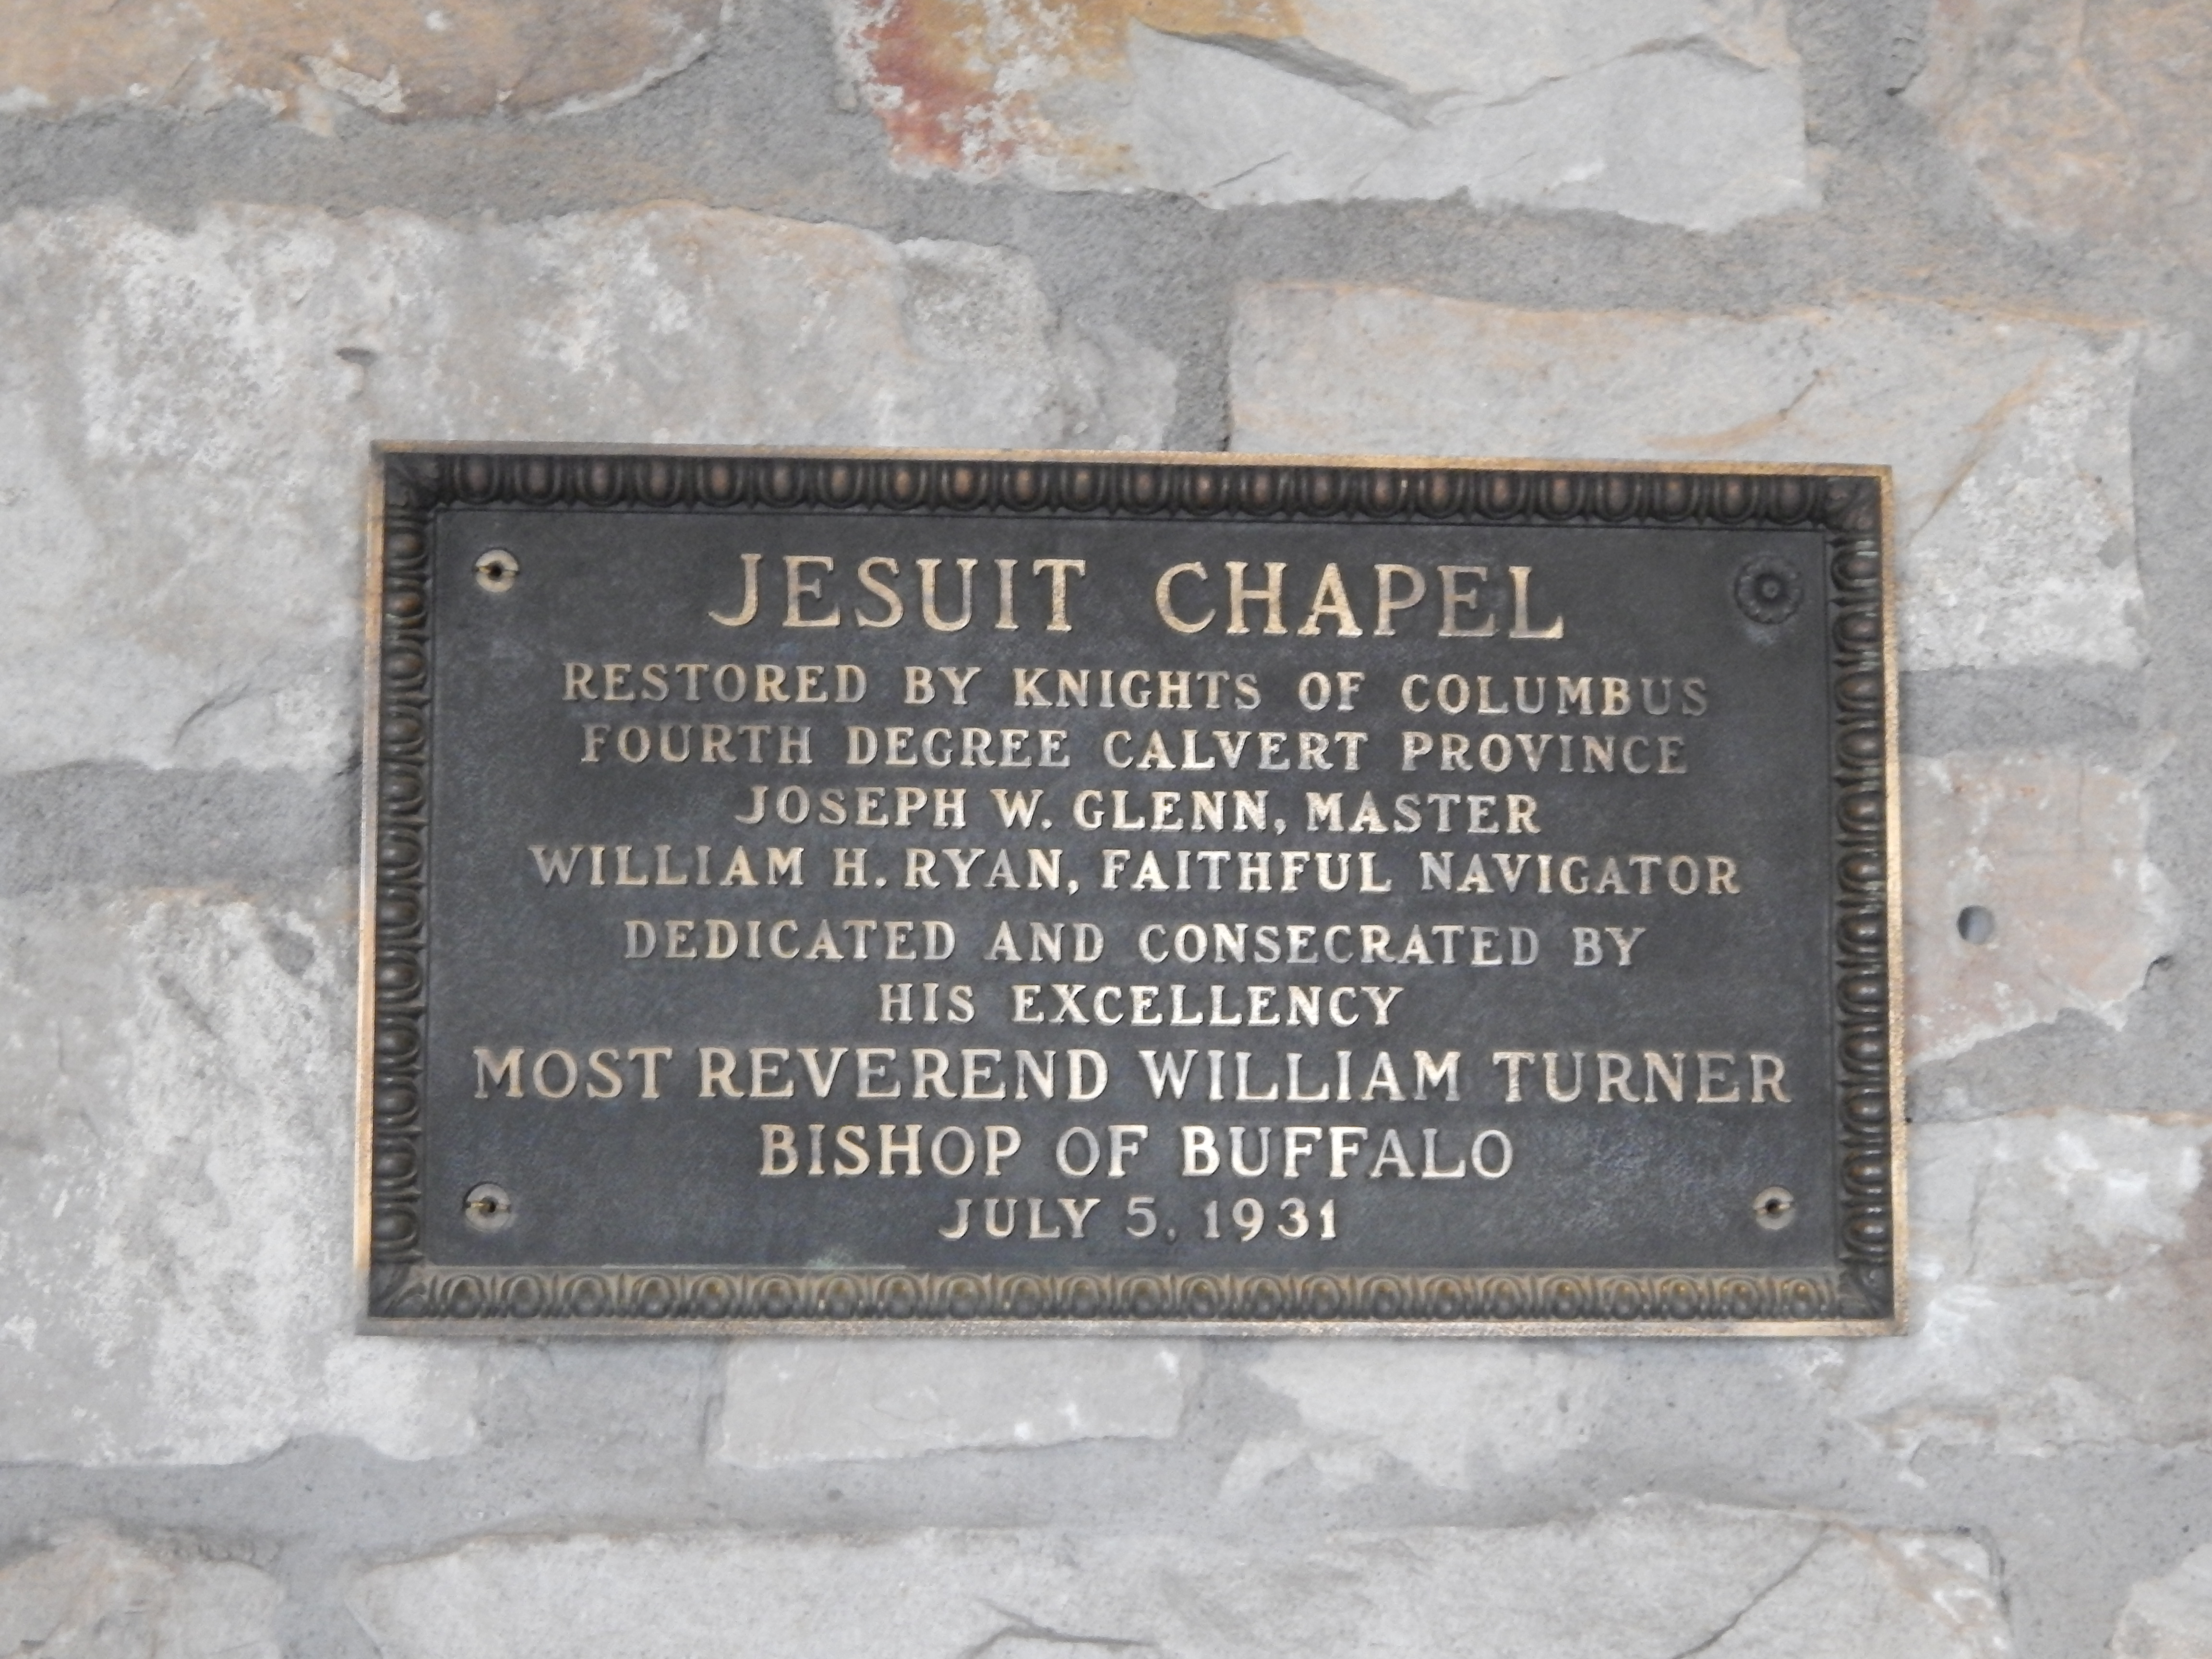 JESUIT CHAPEL
RESTORED BY KNIGHTS OF COLUMBUS
FOURTH DEGREE CALVERT PROVINCE
JOSEPH W. GLENN, MASTER
WILLIAM H. RYAN, FAITHFUL NAVIGATOR
DEDICATED AND CONSECRATED BY
HIS EXCELLENCY
MOST REVEREND WILLIAM TURNER
BISHOP OF BUFFALO
JULY 5, 1931